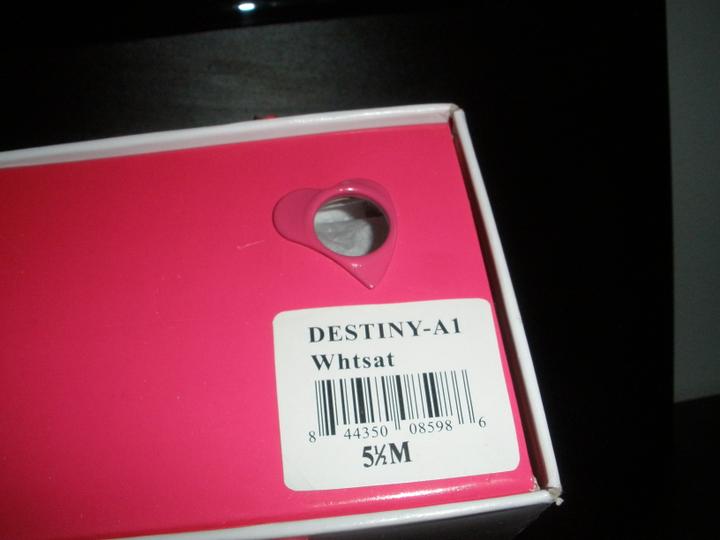 DESTINY-A1
Whtsat
8 44350 08598 6
5½M